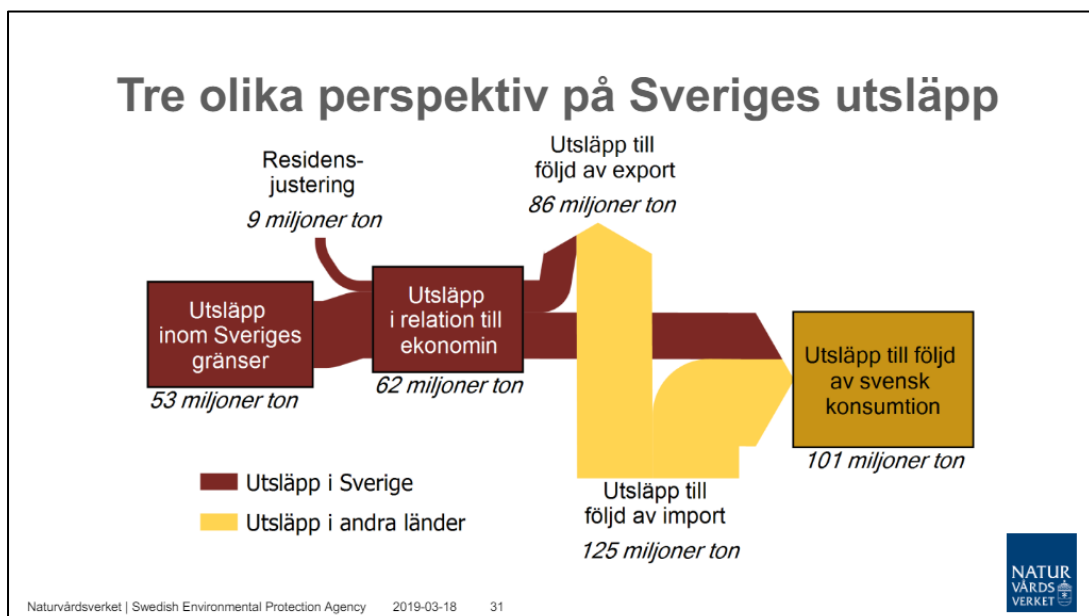 Tre olika perspektiv på Sveriges utsläpp
Residens-
justering
9 miljoner ton
Utsläpp till
följd av export
86 miljoner ton
Utsläpp
inom Sveriges
gränser
53 miljoner ton
Utsläpp
i relation till
ekonomin
62 miljoner ton
Utsläpp till följd
av svensk
konsumtion
101 miljoner ton
Utsläpp i Sverige
Utsläpp i andra länder
Utsläpp till
följd av import
125 miljoner ton
NATUR
VÅRDS
VERKET
Naturvårdsverket | Swedish Environmental Protection Agency 2019-03-18 31